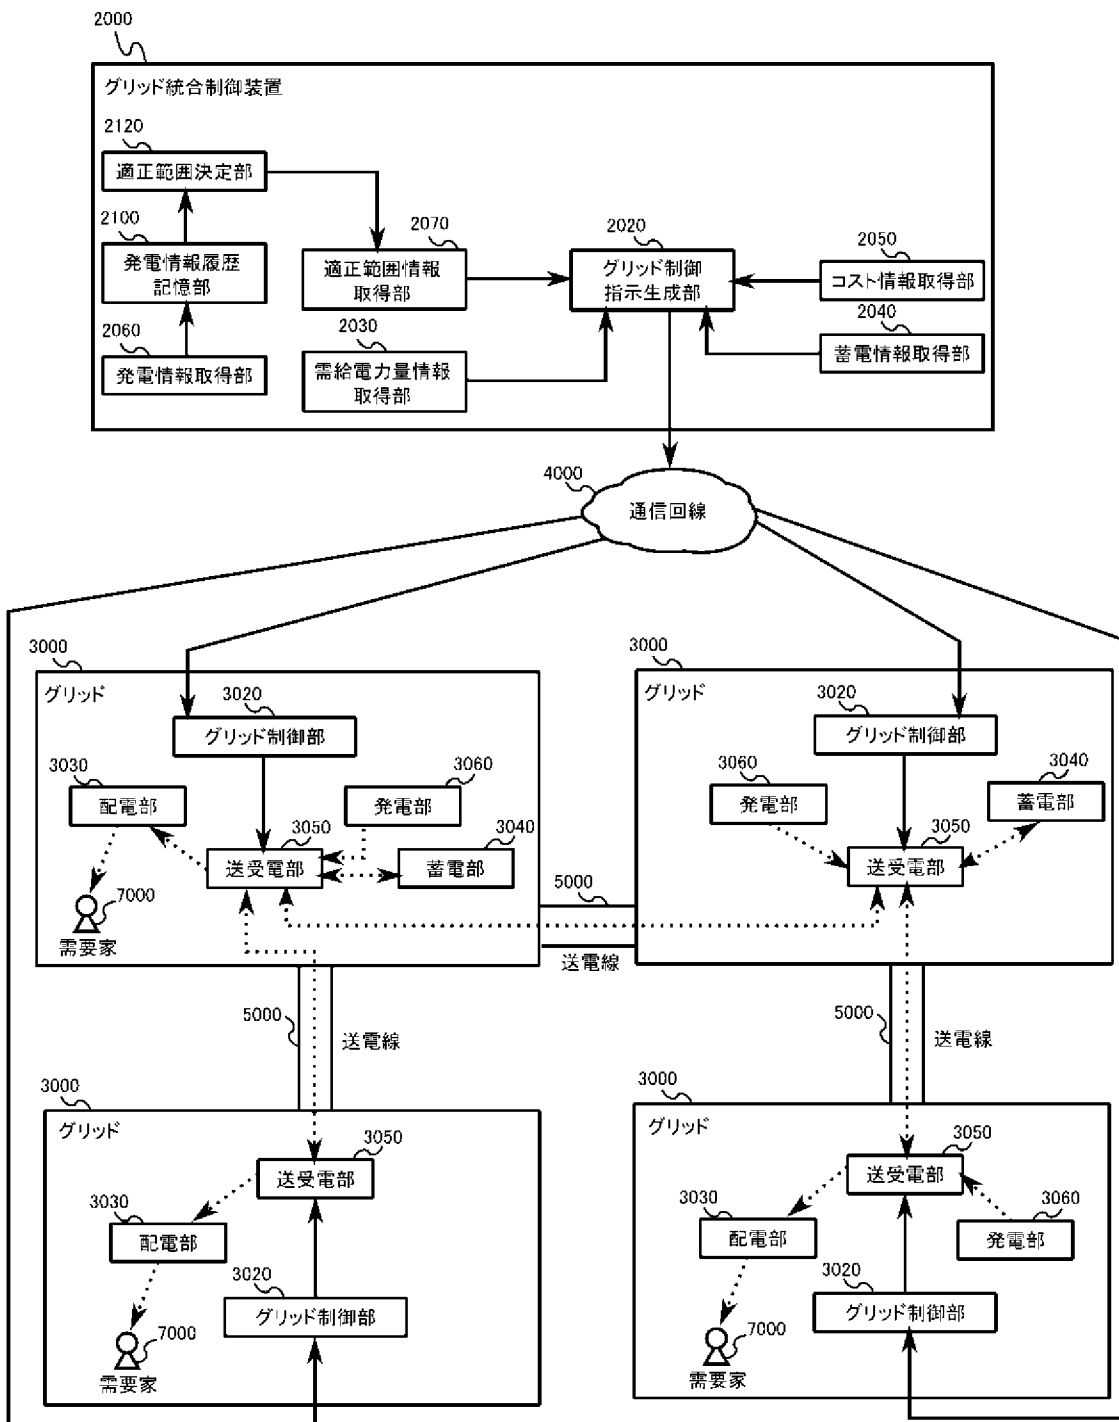 2000
グリッド統合制御装置
2120
適正範囲決定部
2100
発電情報履歴
記憶部
2060
発電情報取得部
2070
適正範囲情報
取得部
2030
需給電力量情報
取得部
2020
グリッド制御
指示生成部
2050
コスト情報取得部
2040
蓄電情報取得部
4000
通信回線
3000
グリッド
3020
グリッド制御部
3030
配電部
3060
発電部
3050
送受電部
3040
蓄電部
7000
需要家
5000
送電線
3000
グリッド
3020
グリッド制御部
3060
発電部
3040
蓄電部
3050
送受電部
5000
送電線
5000
送電線
3000
グリッド
3050
送受電部
3030
配電部
3020
グリッド制御部
7000
需要家
3000
グリッド
3050
送受電部
3030
配電部
3060
発電部
3020
グリッド制御部
7000
需要家